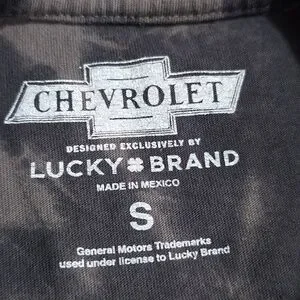 CHEVROLET
DESIGNED EXCLUSIVELY BY
LUCKY BRAND
MADE IN MEXICO
S
General Motors Trademarks
used under license to Lucky Brand